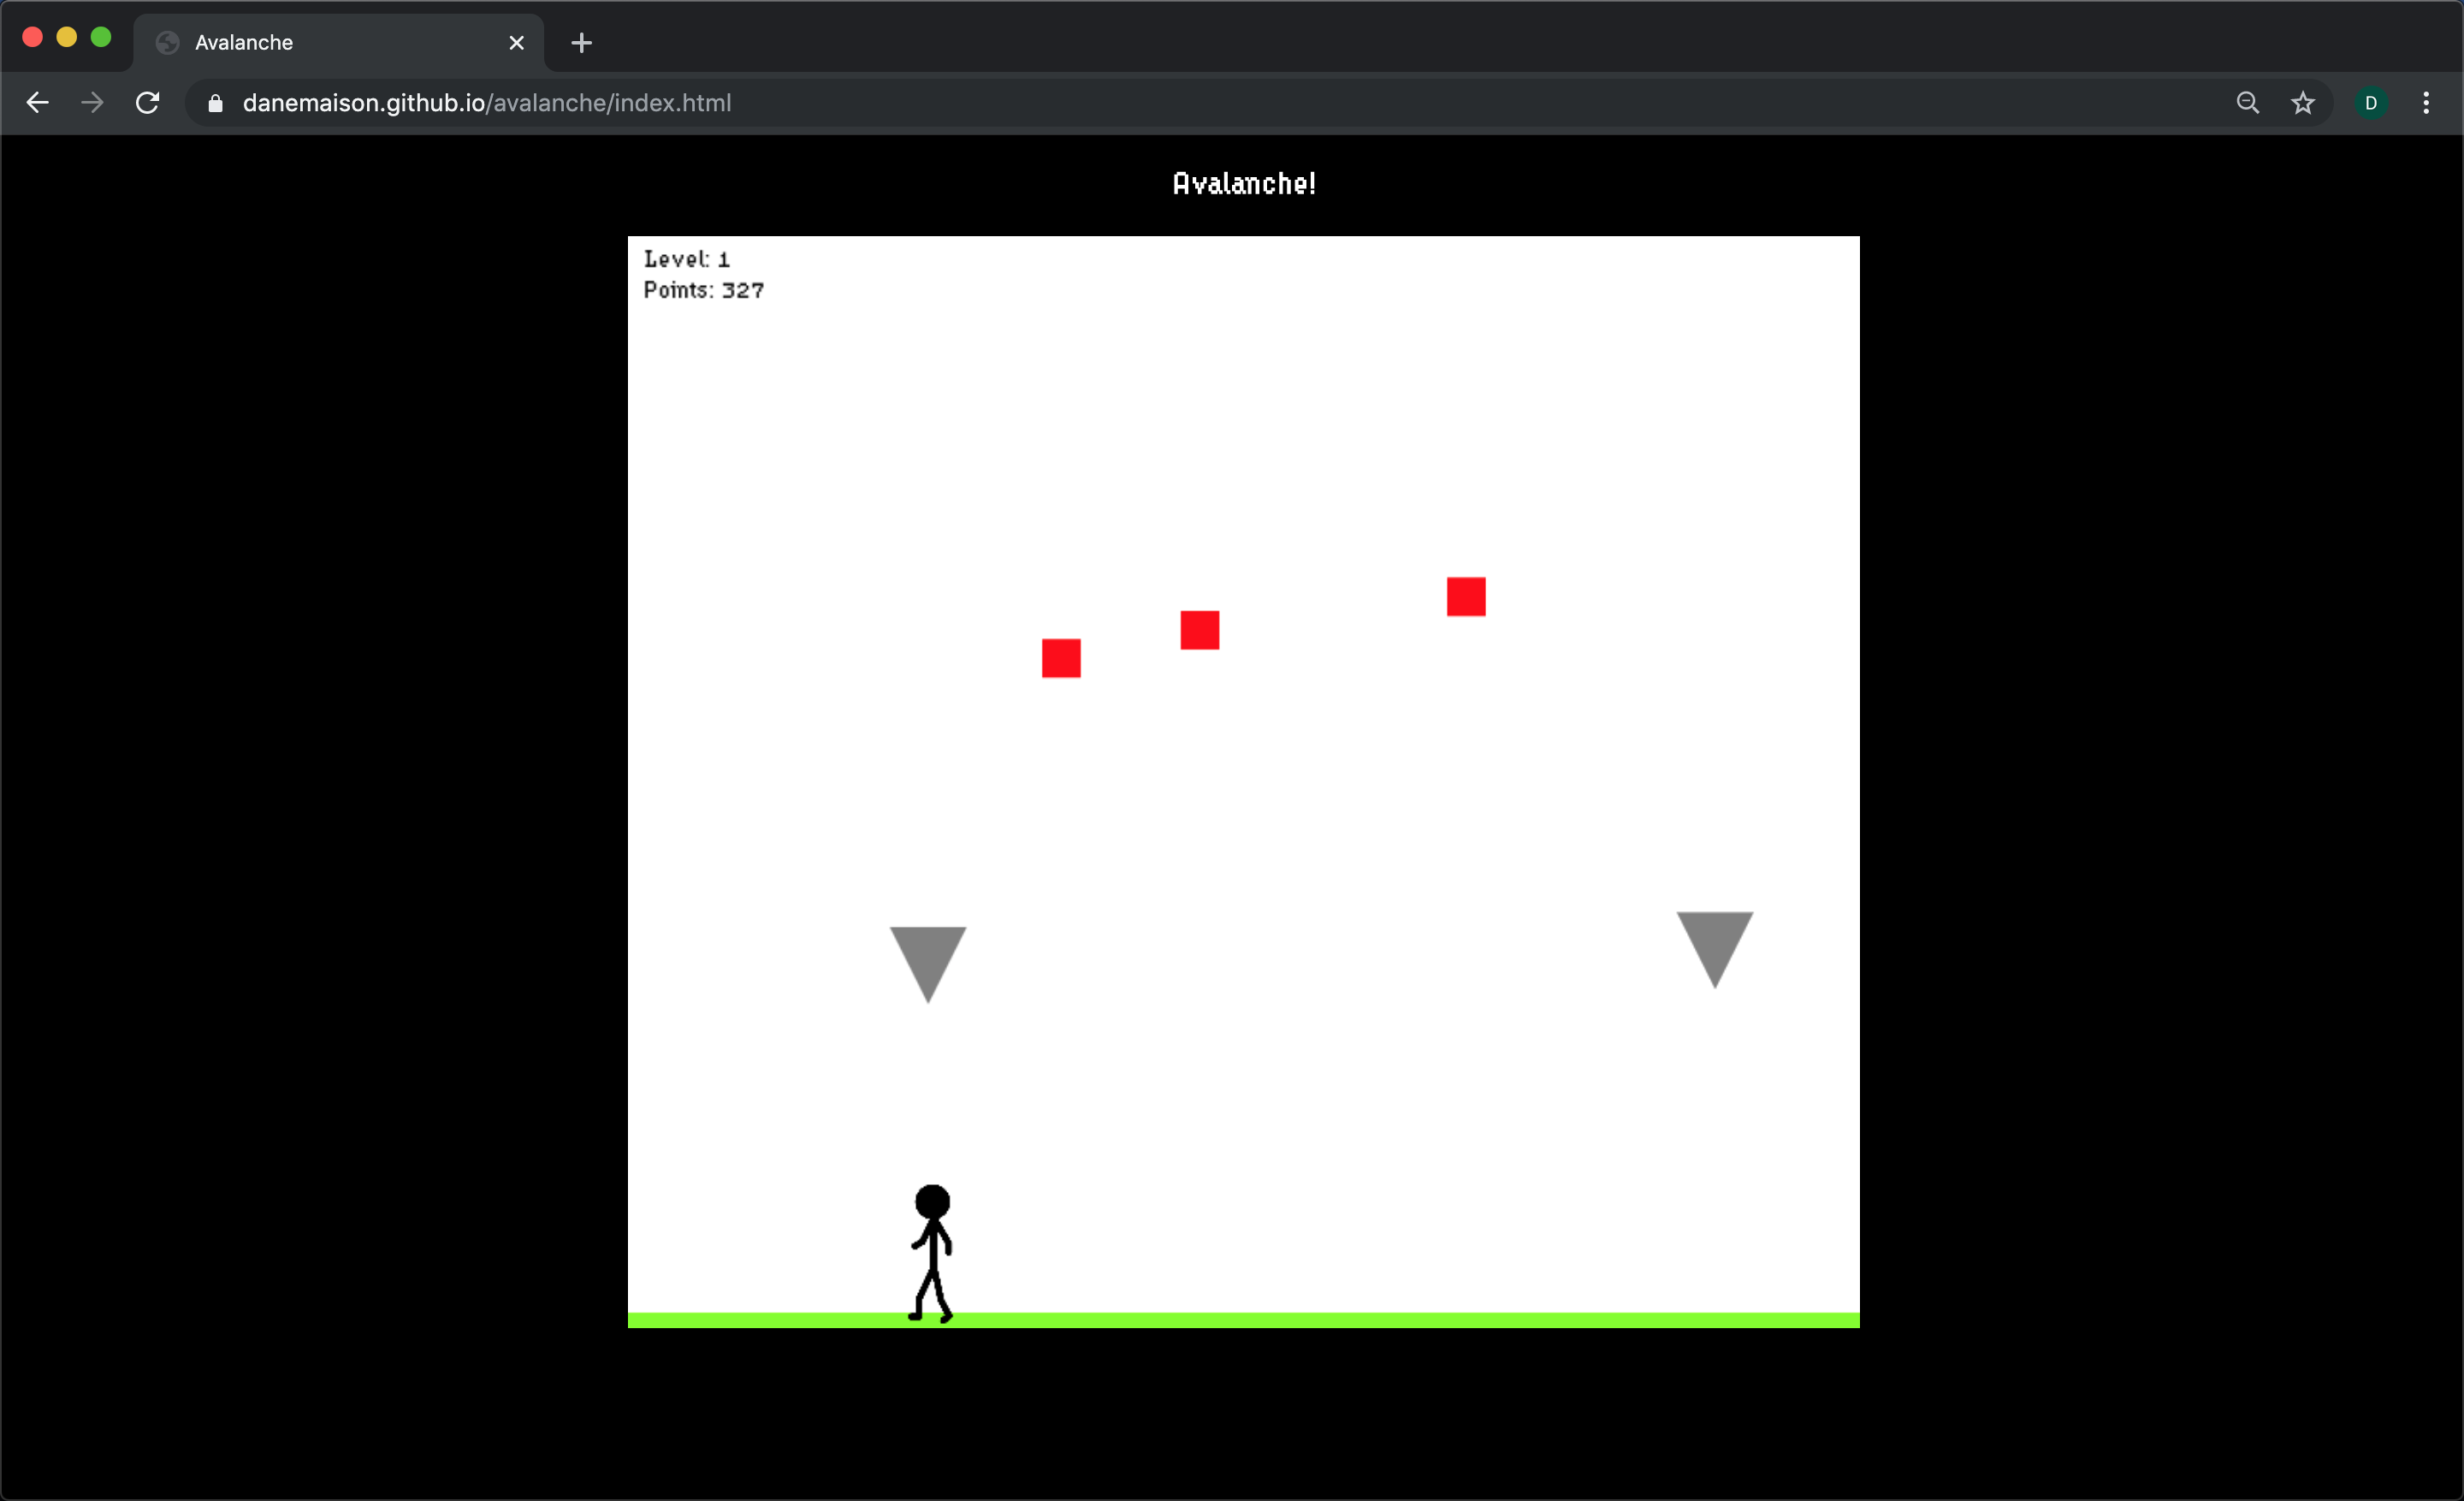 Avalanche
danemaison.github.io/avalanche/index.html
D
Avalanche!
Level: 1
Points: 327